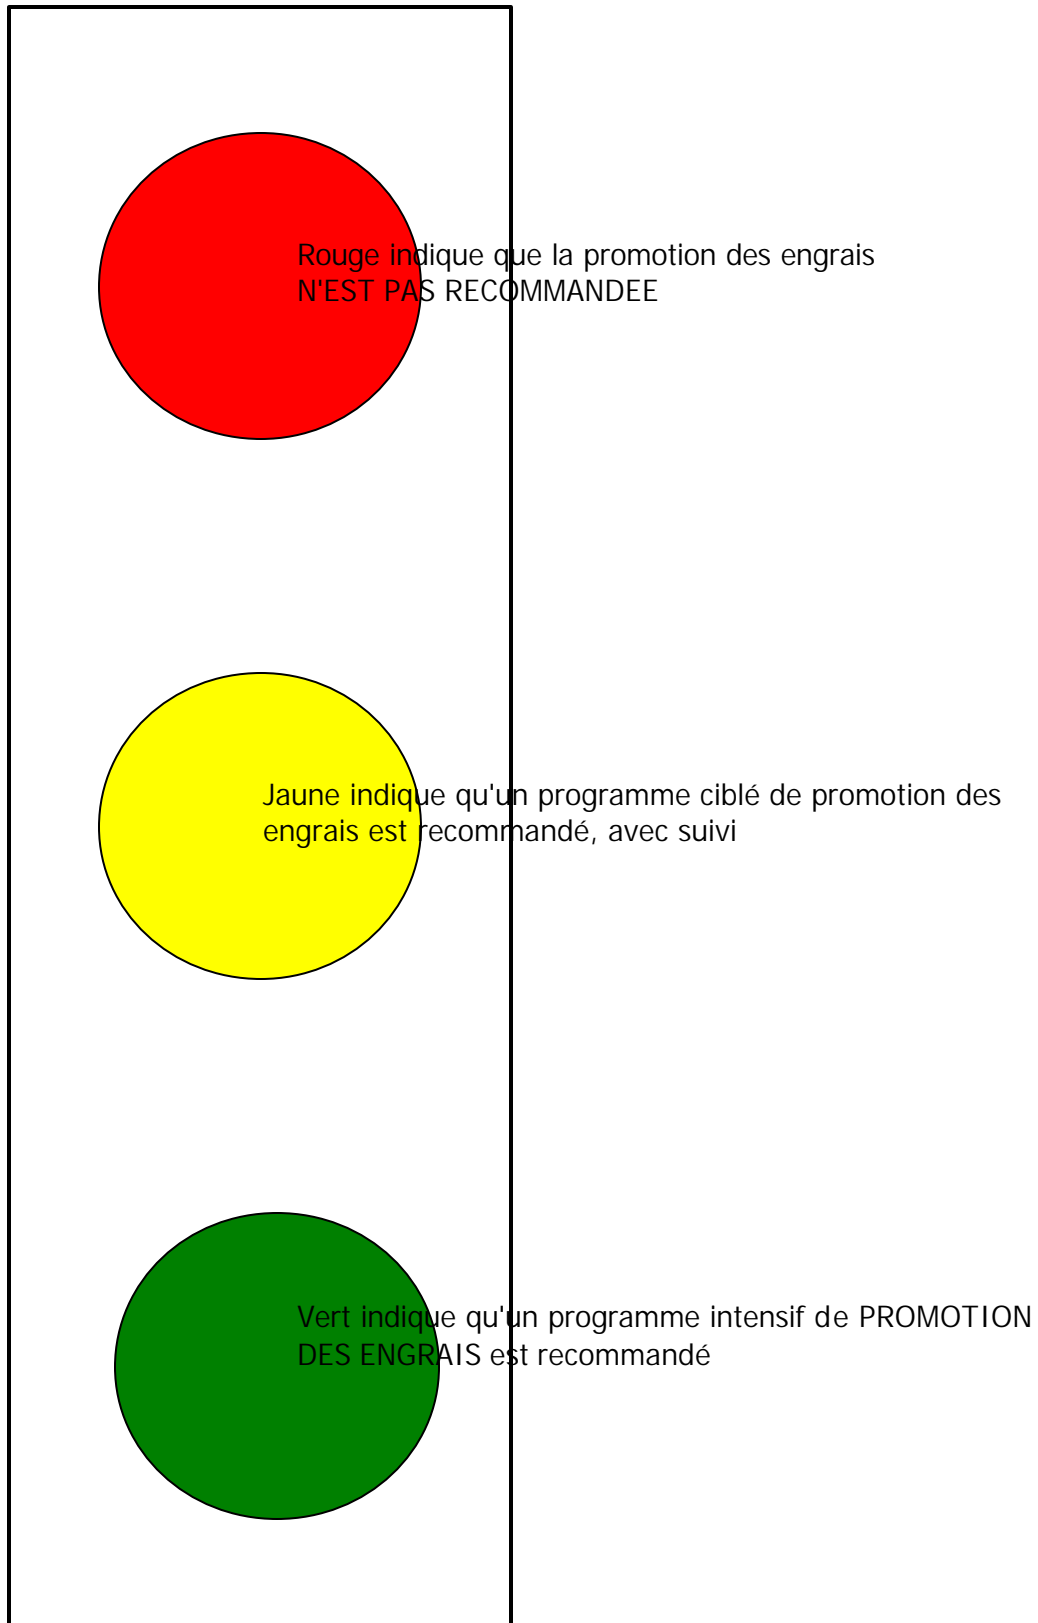 Rouge indique que la promotion des engrais
N'EST PAS RECOMMANDEE
Jaune indique qu'un programme ciblé de promotion des
engrais est recommandé, avec suivi
Vert indique qu'un programme intensif de PROMOTION
DES ENGRAIS est recommandé